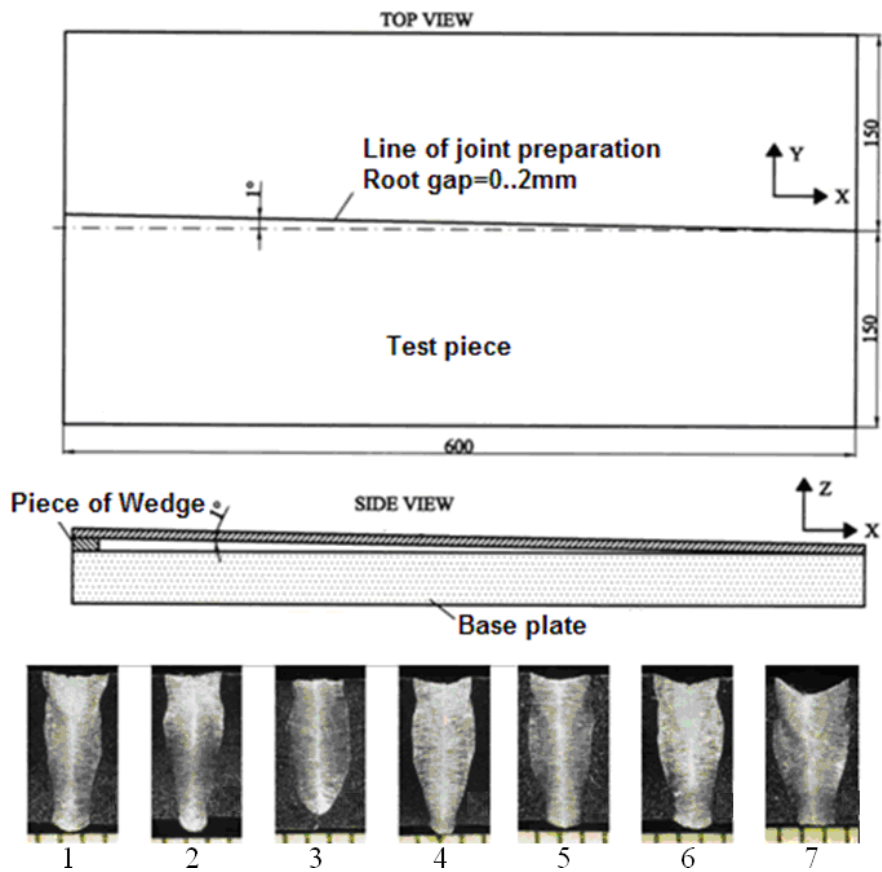 TOP VIEW
Line of joint preparation
Root gap=0..2mm
1°
Y
X
150
Test piece
150
600
Piece of Wedge
1°
SIDE VIEW
Z
X
Base plate
1 2 3 4 5 6 7